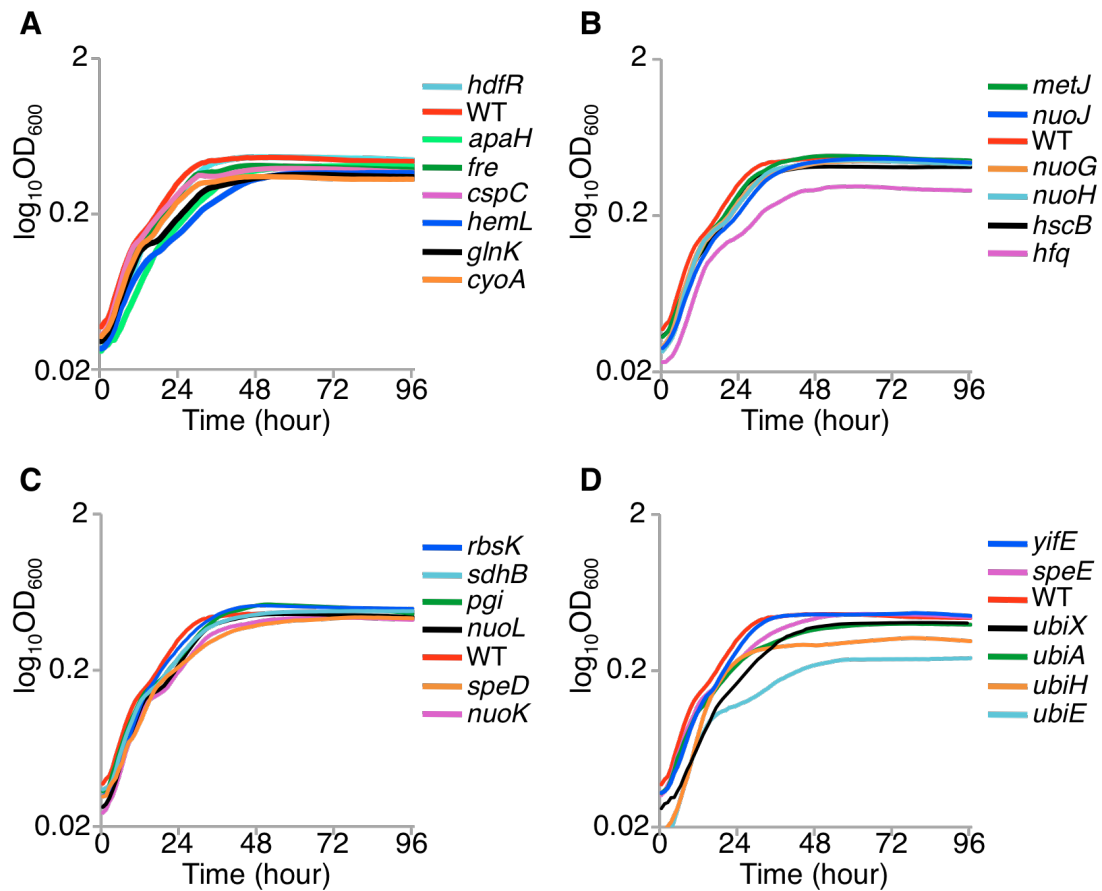 A
2
0.2
0.02
log10OD600
0 24 48 72 96
Time (hour)
hdfR
WT
apaH
fre
cspC
hemL
glnK
cyoA
B
2
0.2
0.02
log10OD600
0 24 48 72 96
Time (hour)
metJ
nuoJ
WT
nuoG
nuoH
hscB
hfq
C
2
0.2
0.02
log10OD600
0 24 48 72 96
Time (hour)
rbsK
sdhB
pgi
nuoL
WT
speD
nuoK
D
2
0.2
0.02
log10OD600
0 24 48 72 96
Time (hour)
yifE
speE
WT
ubiX
ubiA
ubiH
ubiE